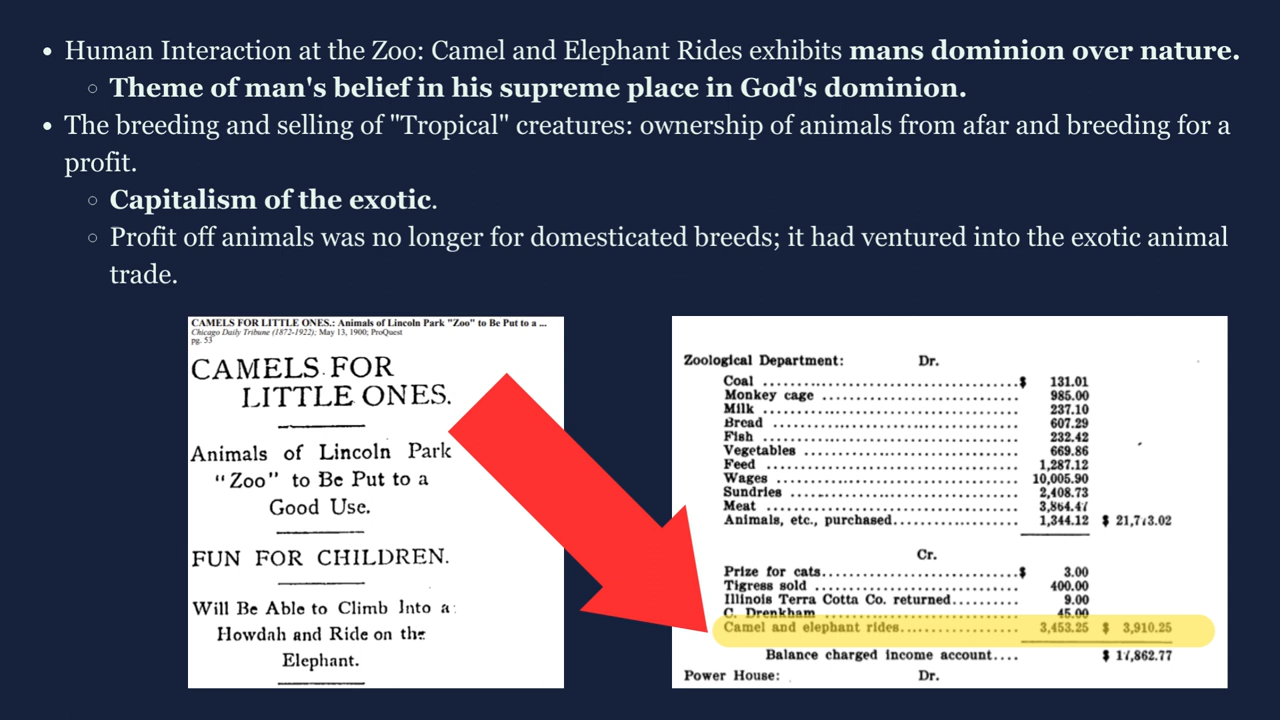 Human Interaction at the Zoo: Camel and Elephant Rides exhibits mans dominion over nature.
Theme of man's belief in his supreme place in God's dominion.
The breeding and selling of "Tropical" creatures: ownership of animals from afar and breeding for a
profit.
Capitalism of the exotic.
Profit off animals was no longer for domesticated breeds; it had ventured into the exotic animal
trade.
CAMELS FOR LITTLE ONES.: Animals of Lincoln Park "Zoo" to Be Put to a ...
Chicago Daily Tribune (1872-1922); May 13, 1900; ProQuest
pg. 53
CAMELS FOR
LITTLE ONES.
Animals of Lincoln Park
"Zoo" to Be Put to a
Good Use.
FUN FOR CHILDREN.
Will Be Able to Climb Into a
Howdah and Ride on the
Elephant.
Zoological Department: Dr.
Coal ........ $ 131.01
Monkey cage ........ 985.00
Milk ........ 237.10
Bread ........ 607.29
Fish ........ 232.42
Vegetables ........ 669.86
Feed ........ 1,287.12
Wages ........ 10,005.90
Sundries ........ 2,408.73
Meat ........ 3,864.47
Animals, etc., purchased........ 1,344.12 $ 21,773.02
Cr.
Prize for cats........ $ 3.00
Tigress sold ........ 400.00
Illinois Terra Cotta Co. returned........ 9.00
C. Drenkham ........ 45.00
Camel and elephant rides........ 3,453.25 $ 3,910.25
Balance charged income account.... $ 17,862.77
Power House: Dr.